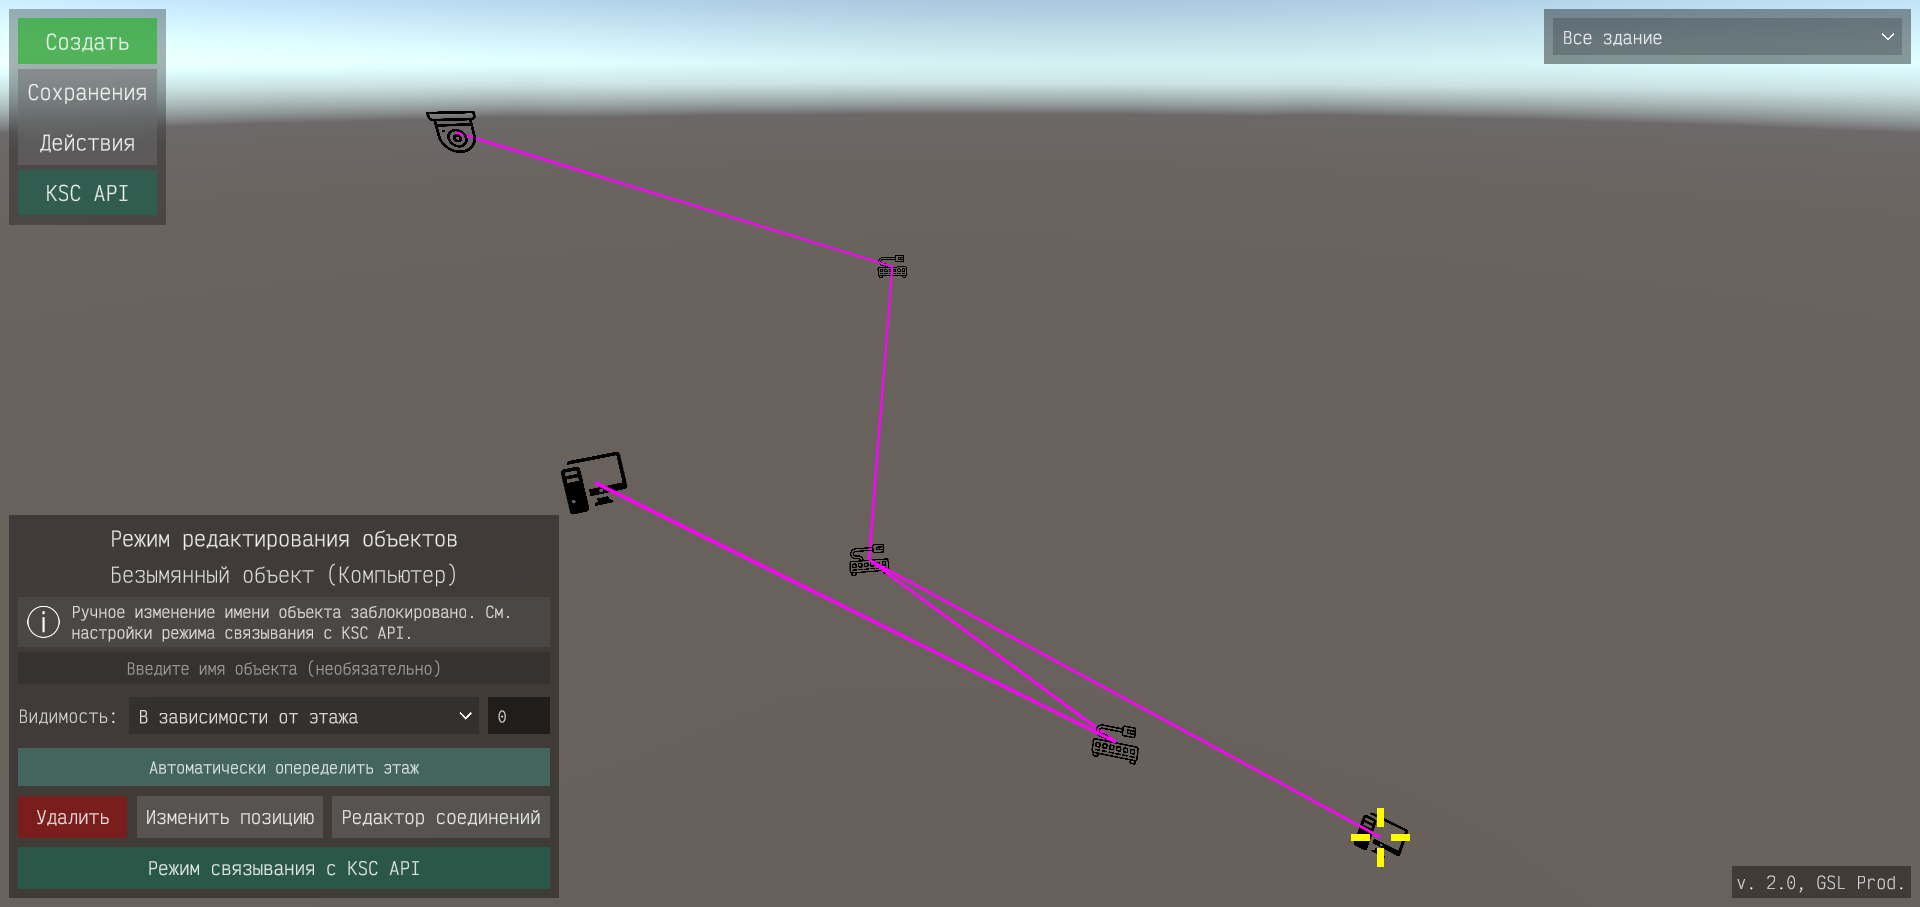 Создать
Сохранения
Действия
KSC API
Все здание
Режим редактирования объектов
Безымянный объект (Компьютер)
Ручное изменение имени объекта заблокировано. См.
настройки режима связывания с KSC API.
Введите имя объекта (необязательно)
Видимость: В зависимости от этажа 0
Автоматически опеределить этаж
Удалить Изменить позицию Редактор соединений
Режим связывания с KSC API
v. 2.0, GSL Prod.